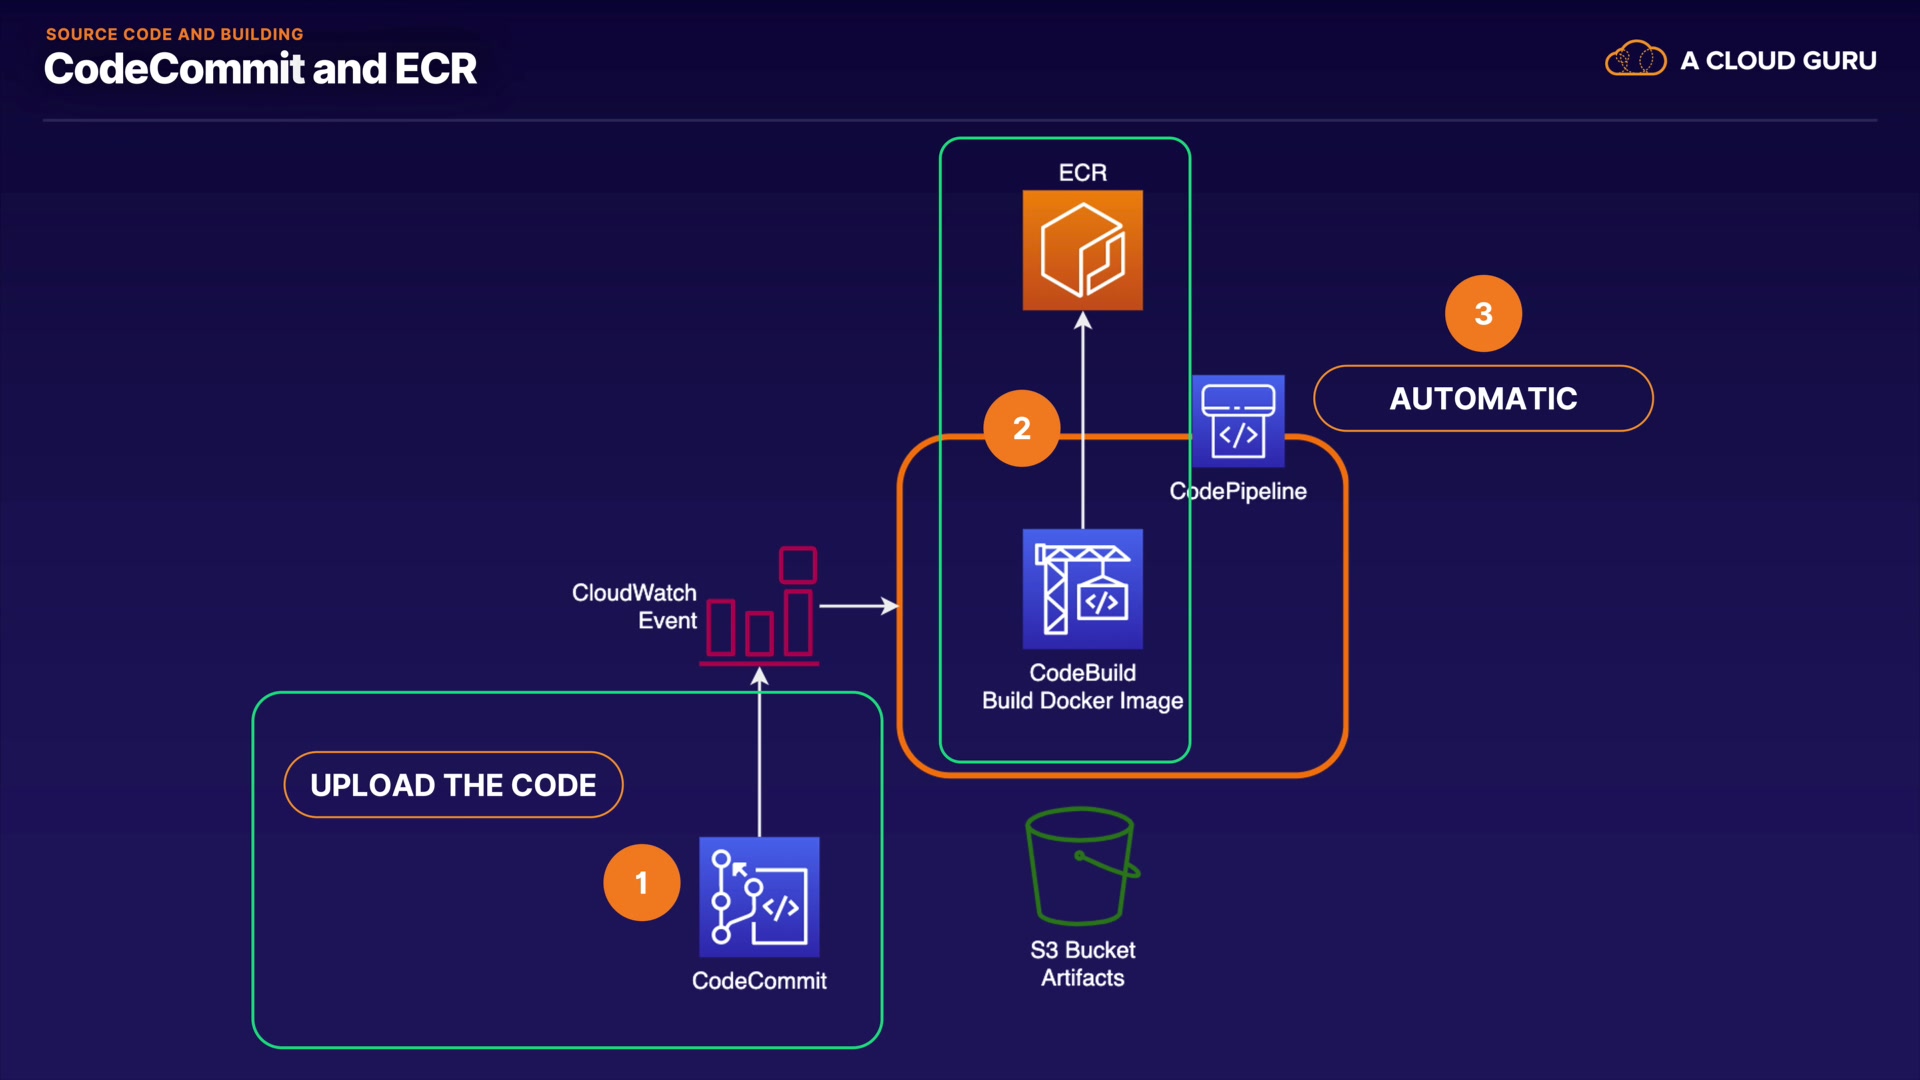 SOURCE CODE AND BUILDING
CodeCommit and ECR
A CLOUD GURU
ECR
3
AUTOMATIC
2
</>
CodePipeline
</>
CodeBuild
Build Docker Image
CloudWatch
Event
UPLOAD THE CODE
1
</>
CodeCommit
S3 Bucket
Artifacts